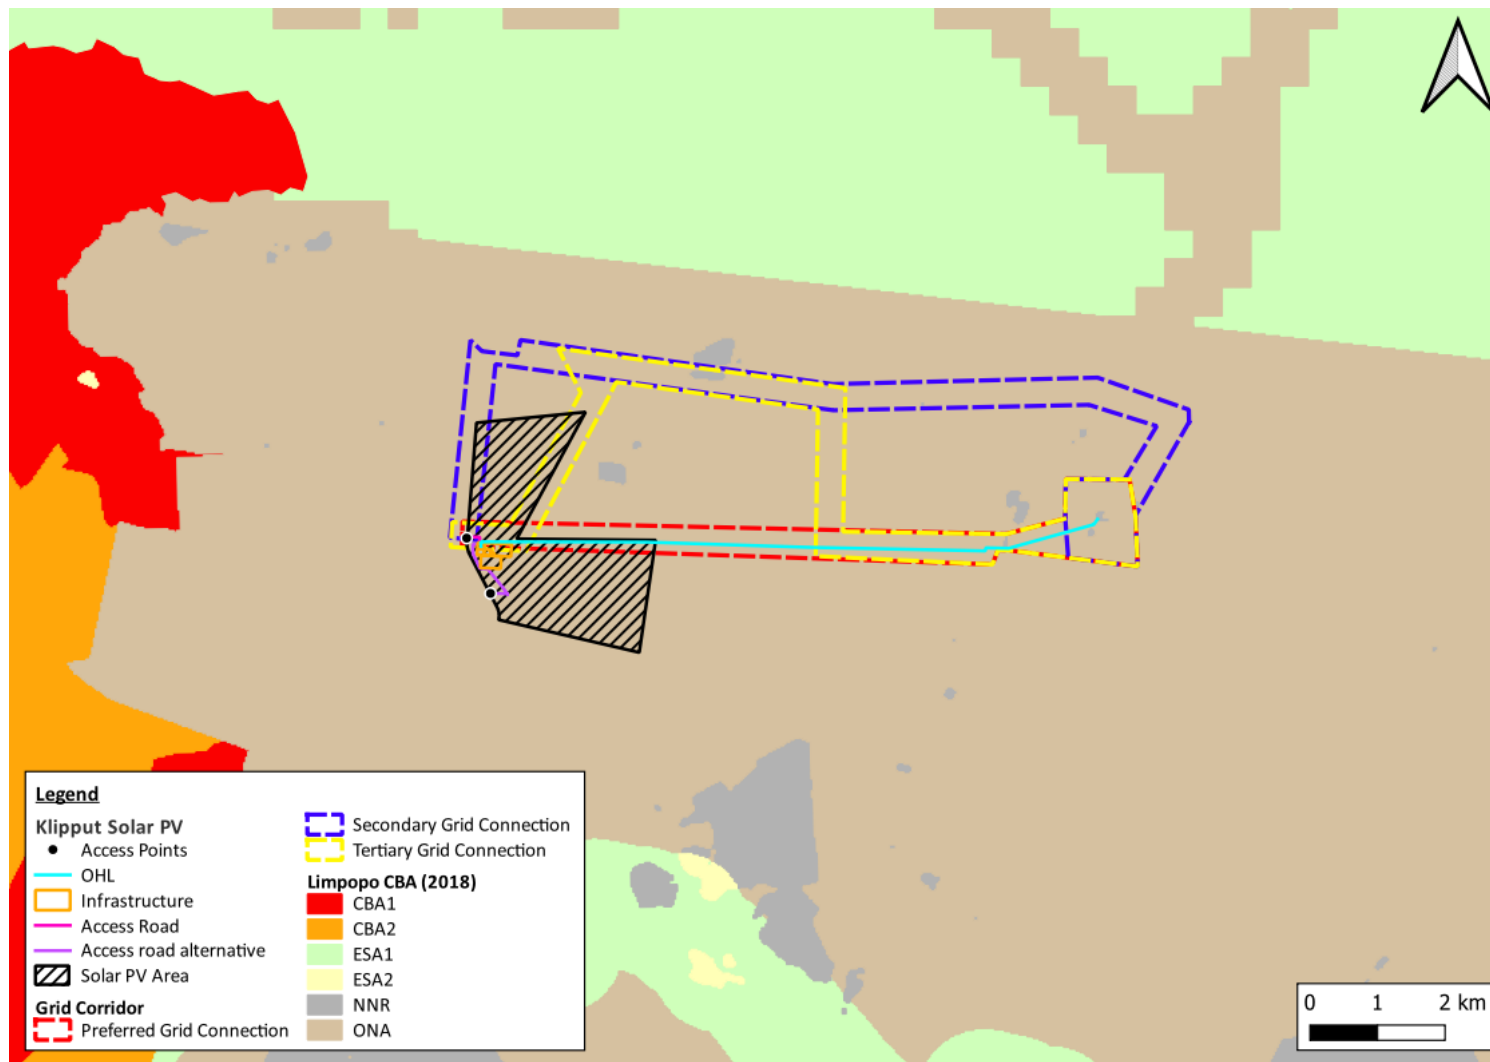 Legend
Klipput Solar PV
Access Points
OHL
Infrastructure
Access Road
Access road alternative
Solar PV Area
Grid Corridor
Preferred Grid Connection
Secondary Grid Connection
Tertiary Grid Connection
Limpopo CBA (2018)
CBA1
CBA2
ESA1
ESA2
NNR
ONA
0 1 2 km